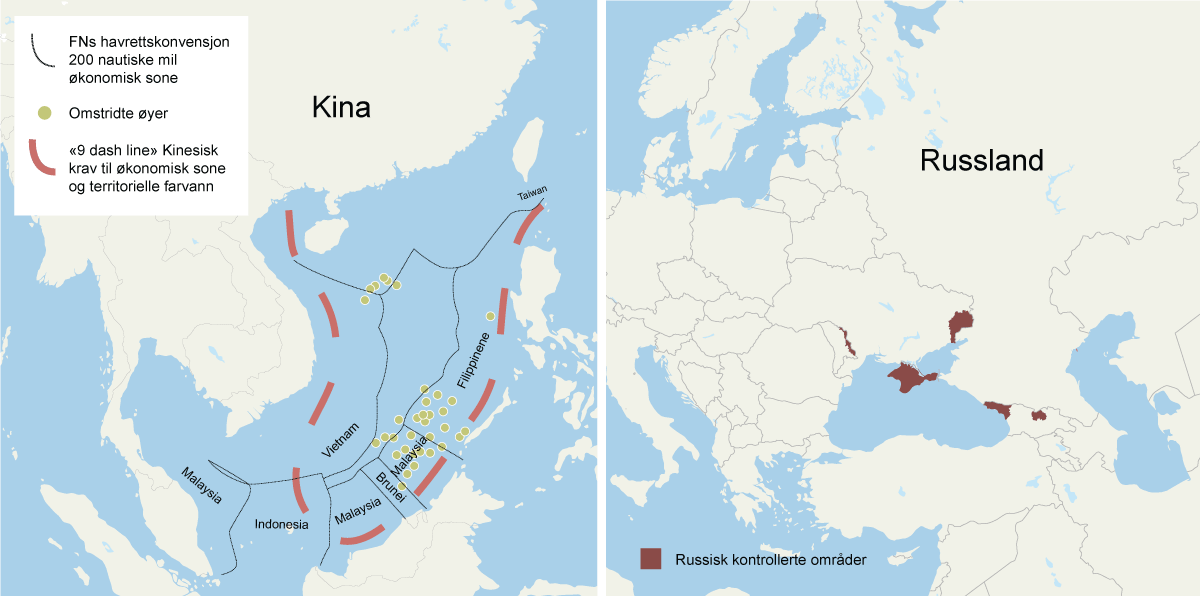 FNs havrettskonvensjon
200 nautiske mil
økonomisk sone
Omstridte øyer
«9 dash line» Kinesisk
krav til økonomisk sone
og territorielle farvann
Kina
Taiwan
Filippinene
Vietnam
Malaysia
Malaysia
Brunei
Malaysia
Indonesia
Russland
Russisk kontrollerte områder